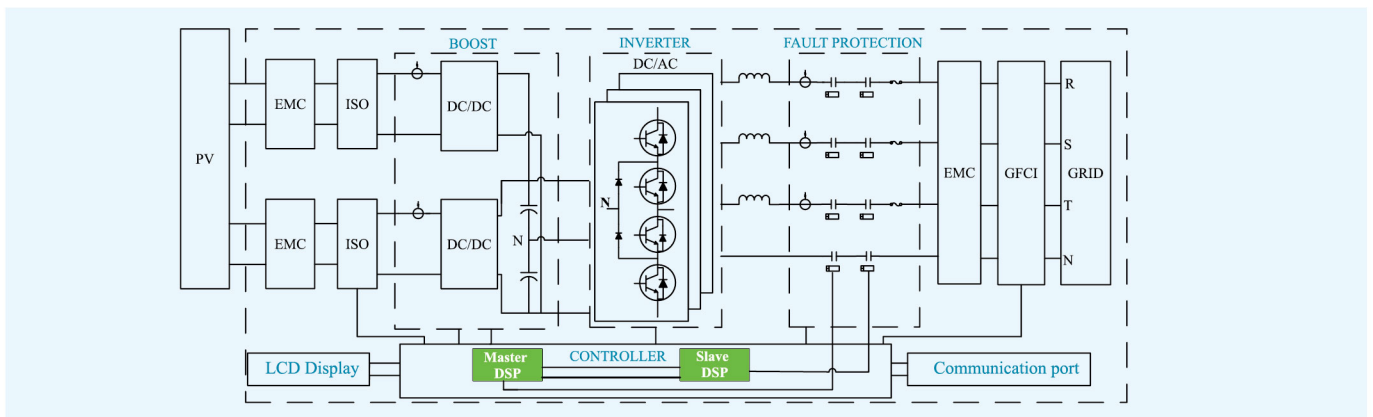 BOOST
INVERTER
FAULT PROTECTION
DC/AC
PV
EMC
ISO
DC/DC
EMC
ISO
DC/DC
N
N
EMC
GFCI
GRID
R
S
T
N
LCD Display
CONTROLLER
Master
DSP
Slave
DSP
Communication port